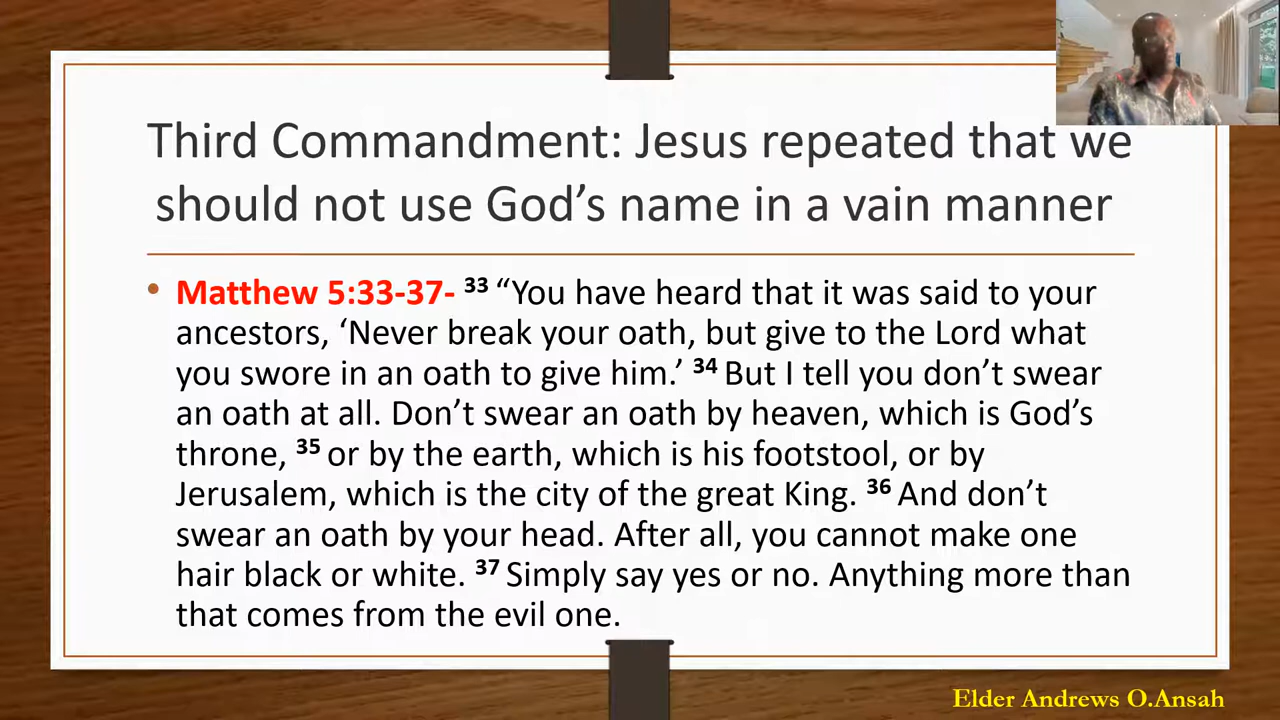 Third Commandment: Jesus repeated that we
should not use God’s name in a vain manner
• Matthew 5:33-37- 33 “You have heard that it was said to your
ancestors, ‘Never break your oath, but give to the Lord what
you swore in an oath to give him.’ 34 But I tell you don’t swear
an oath at all. Don’t swear an oath by heaven, which is God’s
throne, 35 or by the earth, which is his footstool, or by
Jerusalem, which is the city of the great King. 36 And don’t
swear an oath by your head. After all, you cannot make one
hair black or white. 37 Simply say yes or no. Anything more than
that comes from the evil one.
Elder Andrews O.Ansah